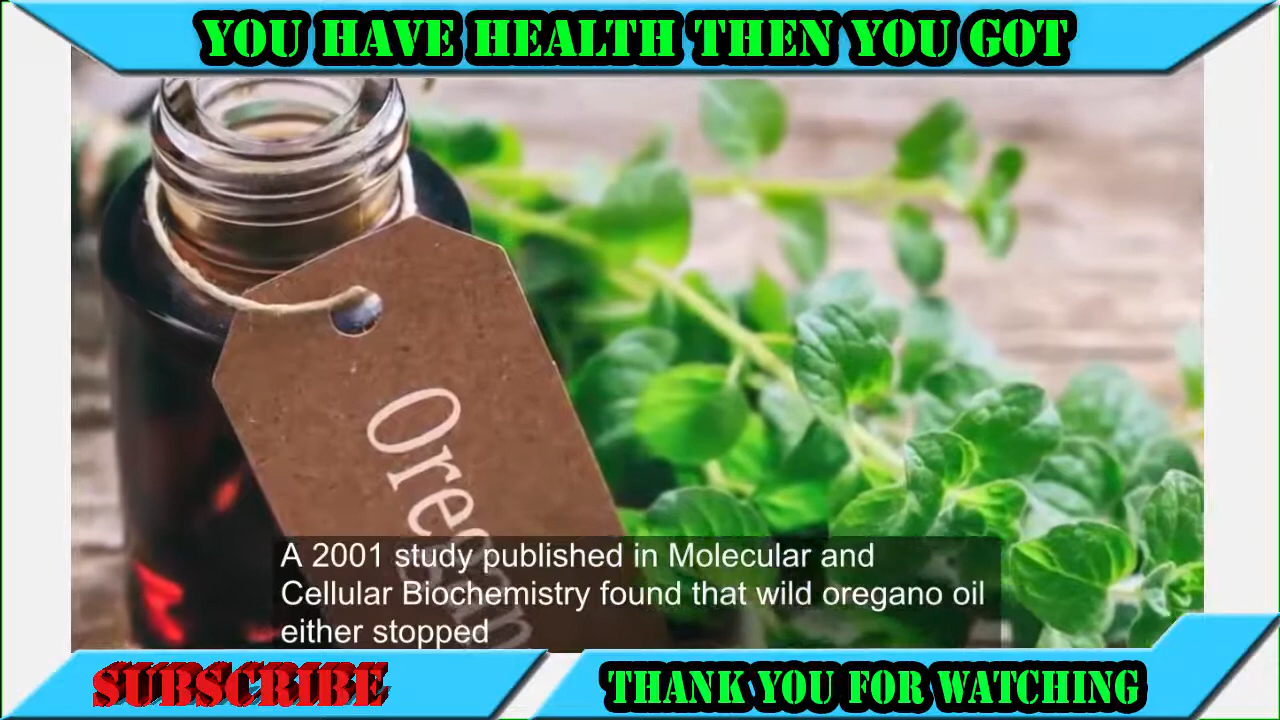 YOU HAVE HEALTH THEN YOU GOT
Oregano
A 2001 study published in Molecular and
Cellular Biochemistry found that wild oregano oil
either stopped
SUBSCRIBE
THANK YOU FOR WATCHING